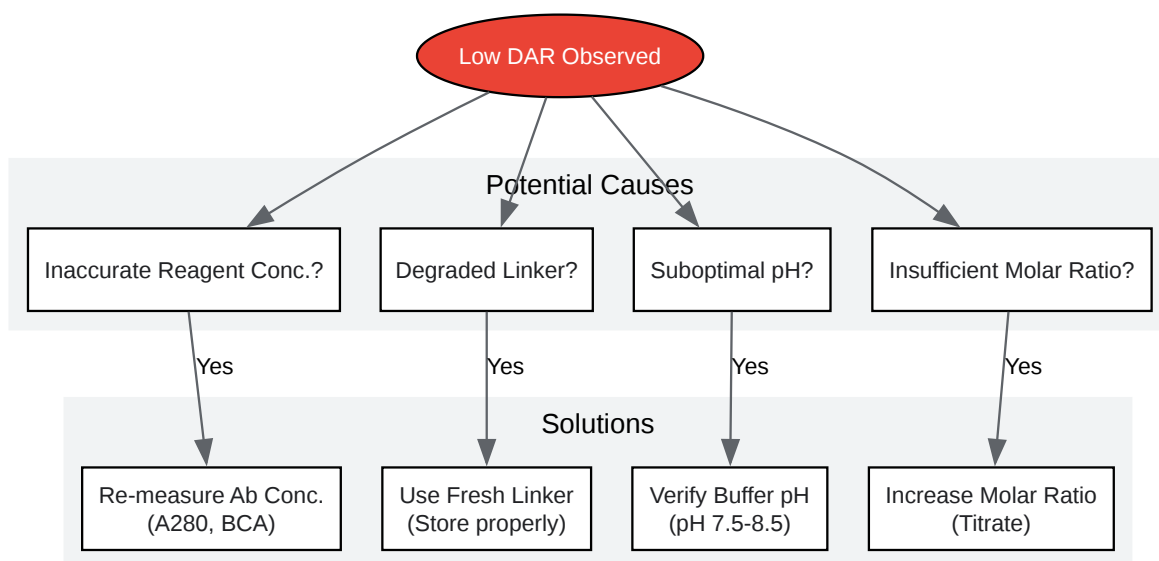 Low DAR Observed
Potential Causes
Inaccurate Reagent Conc.?
Degraded Linker?
Suboptimal pH?
Insufficient Molar Ratio?
Yes
Yes
Yes
Yes
Solutions
Re-measure Ab Conc.
(A280, BCA)
Use Fresh Linker
(Store properly)
Verify Buffer pH
(pH 7.5-8.5)
Increase Molar Ratio
(Titrate)